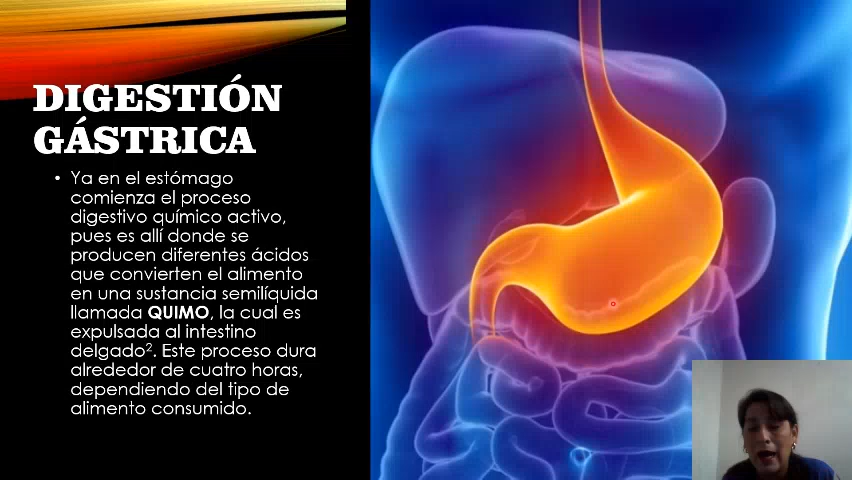 DIGESTIÓN
GÁSTRICA
• Ya en el estómago
comienza el proceso
digestivo químico activo,
pues es allí donde se
producen diferentes ácidos
que convierten el alimento
en una sustancia semilíquida
llamada QUIMO, la cual es
expulsada al intestino
delgado². Este proceso dura
alrededor de cuatro horas,
dependiendo del tipo de
alimento consumido.